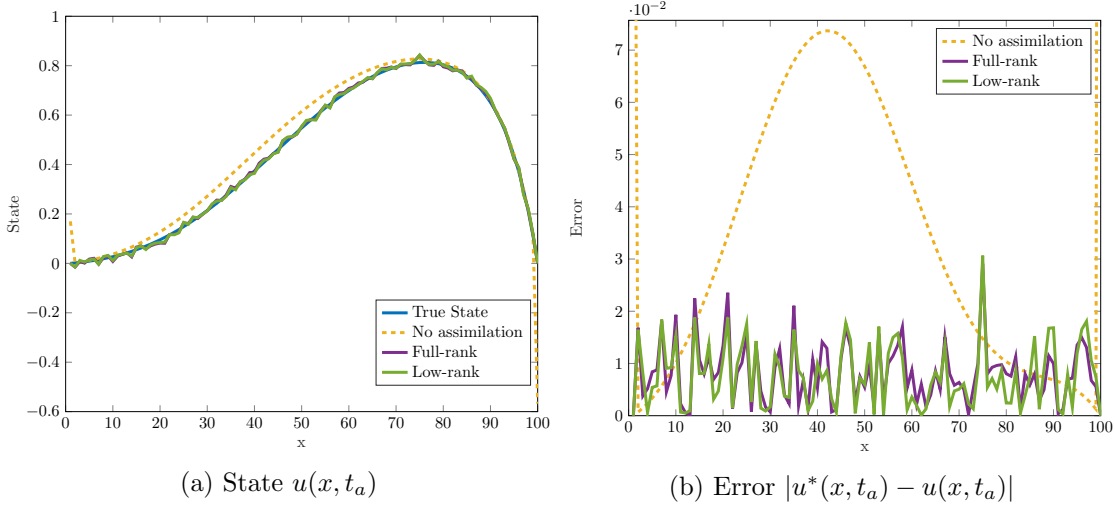 1
0.8
0.6
0.4
0.2
0
−0.2
−0.4
−0.6
0 10 20 30 40 50 60 70 80 90 100
x
State
True State
No assimilation
Full-rank
Low-rank
(a) State u(x, t_a)
·10⁻²
7
6
5
4
3
2
1
0
0 10 20 30 40 50 60 70 80 90 100
x
Error
No assimilation
Full-rank
Low-rank
(b) Error |u*(x, t_a) − u(x, t_a)|